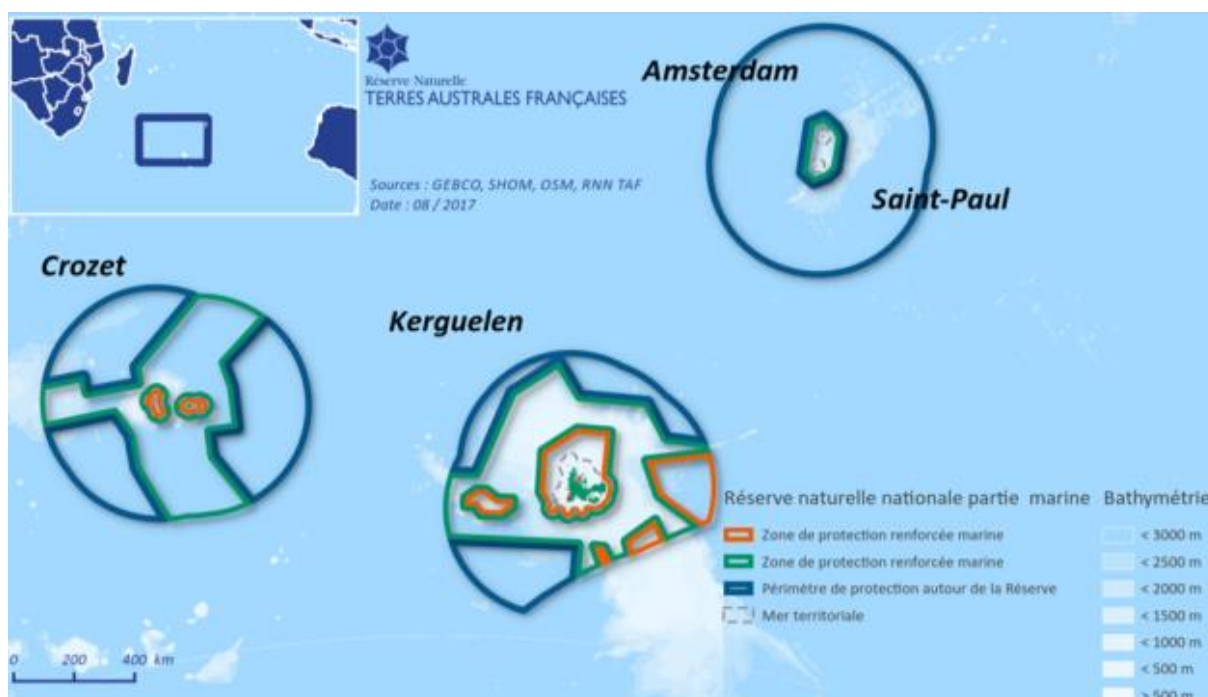 Réserve Naturelle
TERRES AUSTRALES FRANÇAISES
Sources : GEBCO, SHOM, OSM, RNN TAF
Date : 08 / 2017
Amsterdam
Saint-Paul
Crozet
Kerguelen
Réserve naturelle nationale partie marine
Zone de protection renforcée marine
Zone de protection renforcée marine
Périmètre de protection autour de la Réserve
Mer territoriale
Bathymétrie
< 3000 m
< 2500 m
< 2000 m
< 1500 m
< 1000 m
< 500 m
> 500 m
0 200 400 km